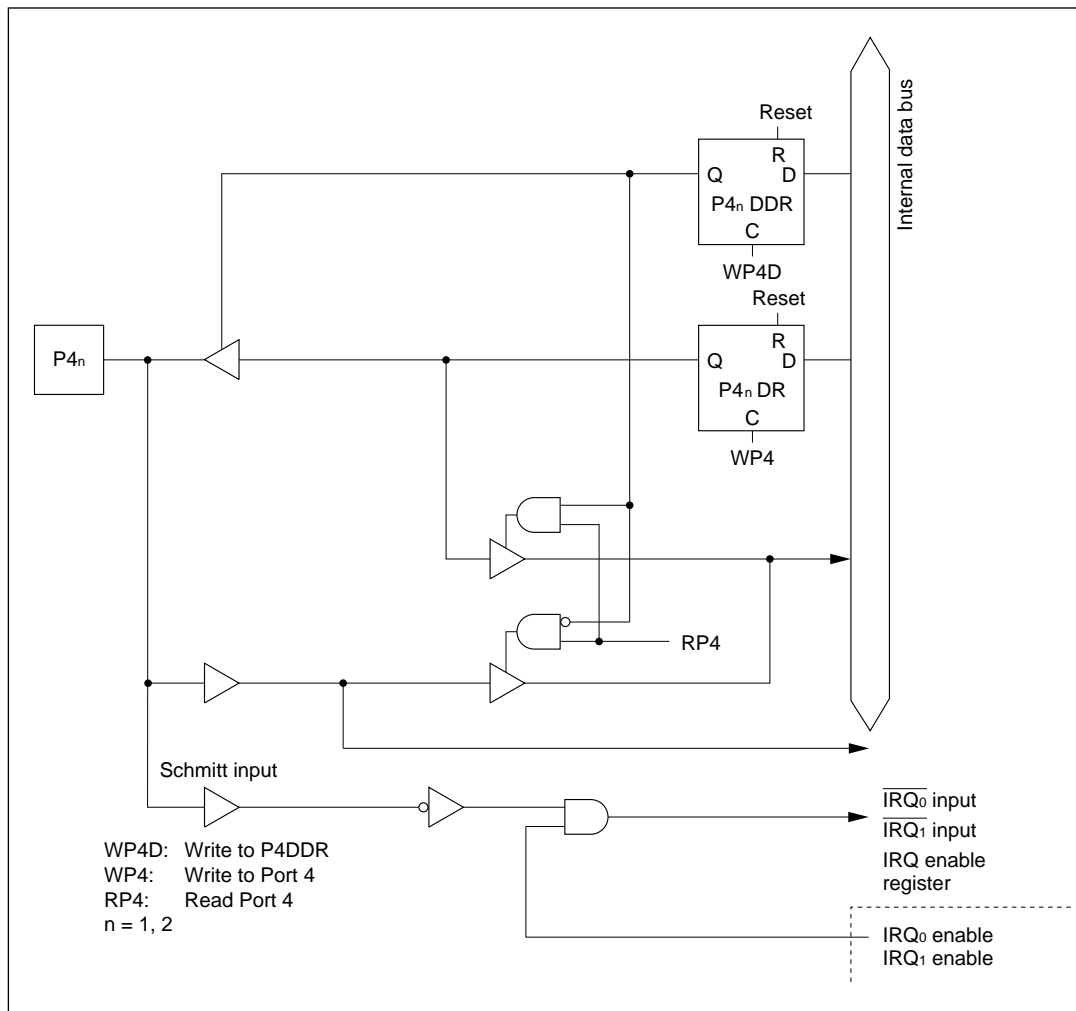 Reset
R
Q D
P4n DDR
C
WP4D
Internal data bus
Reset
R
Q D
P4n DR
C
WP4
P4n
RP4
Schmitt input
IRQ0 input
IRQ1 input
IRQ enable
register
IRQ0 enable
IRQ1 enable
WP4D: Write to P4DDR
WP4: Write to Port 4
RP4: Read Port 4
n = 1, 2